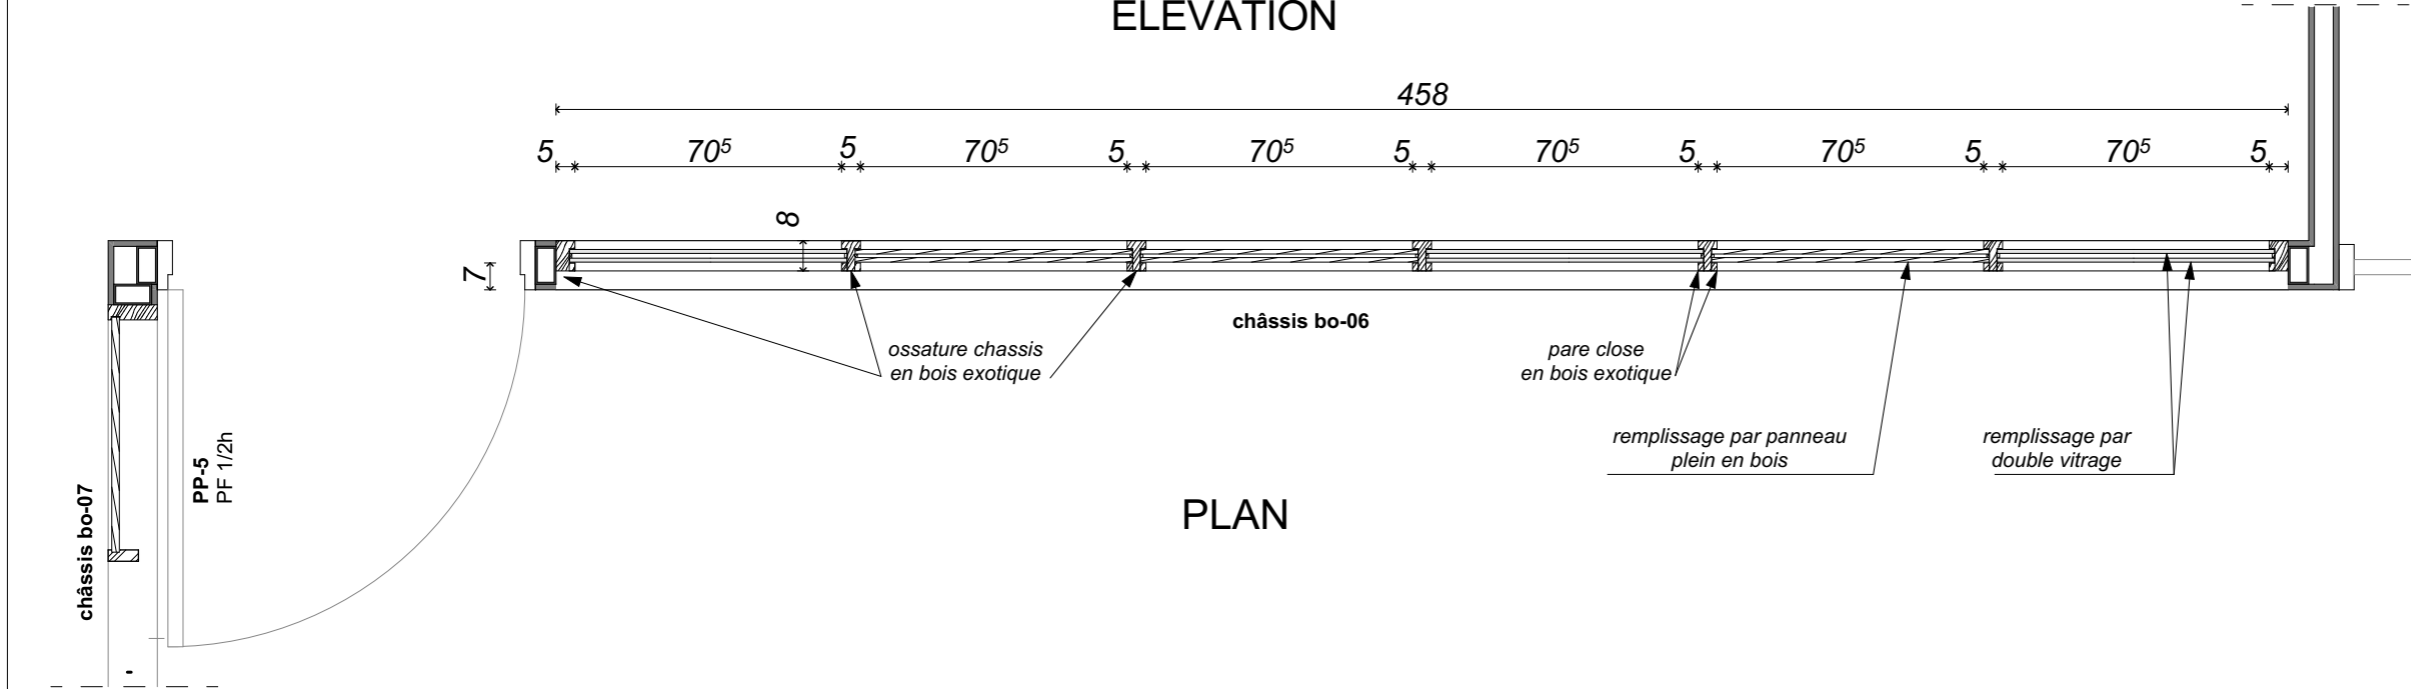 ELEVATION
458
5 70⁵ 5 70⁵ 5 70⁵ 5 70⁵ 5 70⁵ 5 70⁵ 5
8
7
châssis bo-06
ossature chassis
en bois exotique
pare close
en bois exotique
remplissage par panneau
plein en bois
remplissage par
double vitrage
PP-5
PF 1/2h
châssis bo-07
PLAN